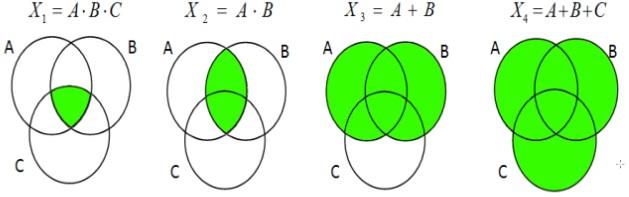 X₁ = A·B·C
A
B
C
X₂ = A·B
A
B
C
X₃ = A + B
A
B
C
X₄=A+B+C
A
B
C